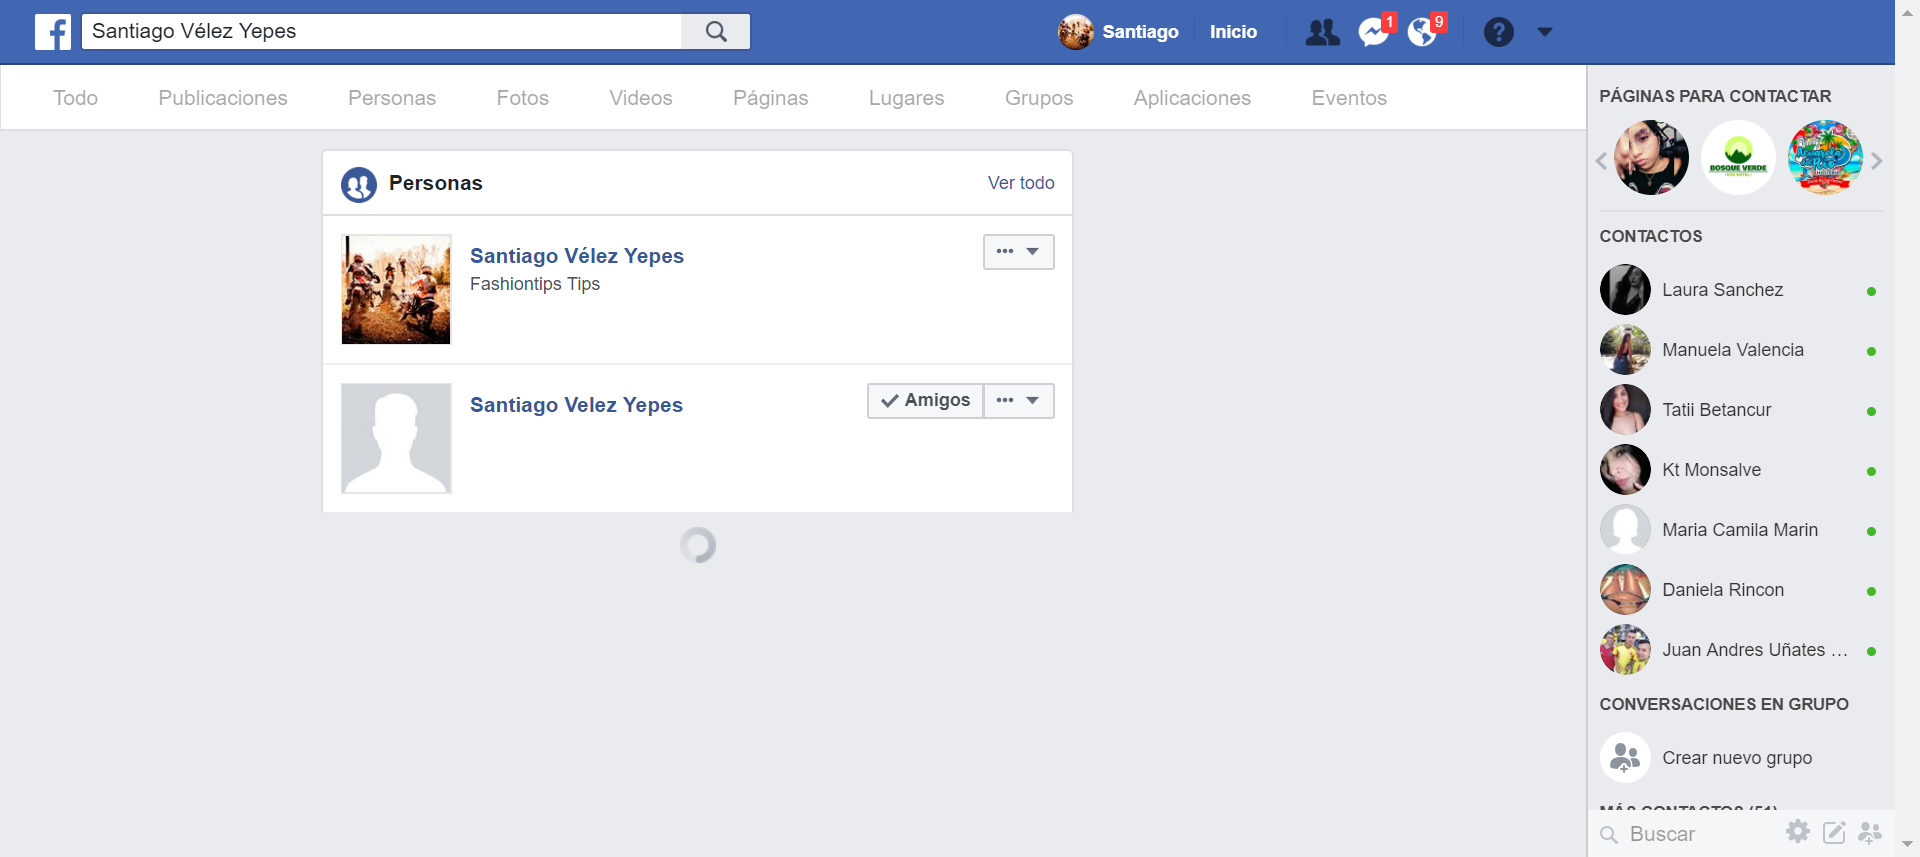 Santiago Vélez Yepes
Santiago
Inicio
1
9
Todo
Publicaciones
Personas
Fotos
Videos
Páginas
Lugares
Grupos
Aplicaciones
Eventos
Personas
Ver todo
Santiago Vélez Yepes
Fashiontips Tips
Santiago Velez Yepes
Amigos
PÁGINAS PARA CONTACTAR
BOSQUE VERDE
CONTACTOS
Laura Sanchez
Manuela Valencia
Tatii Betancur
Kt Monsalve
Maria Camila Marin
Daniela Rincon
Juan Andres Uñates ...
CONVERSACIONES EN GRUPO
Crear nuevo grupo
MÁS CONTACTOS (51)
Buscar